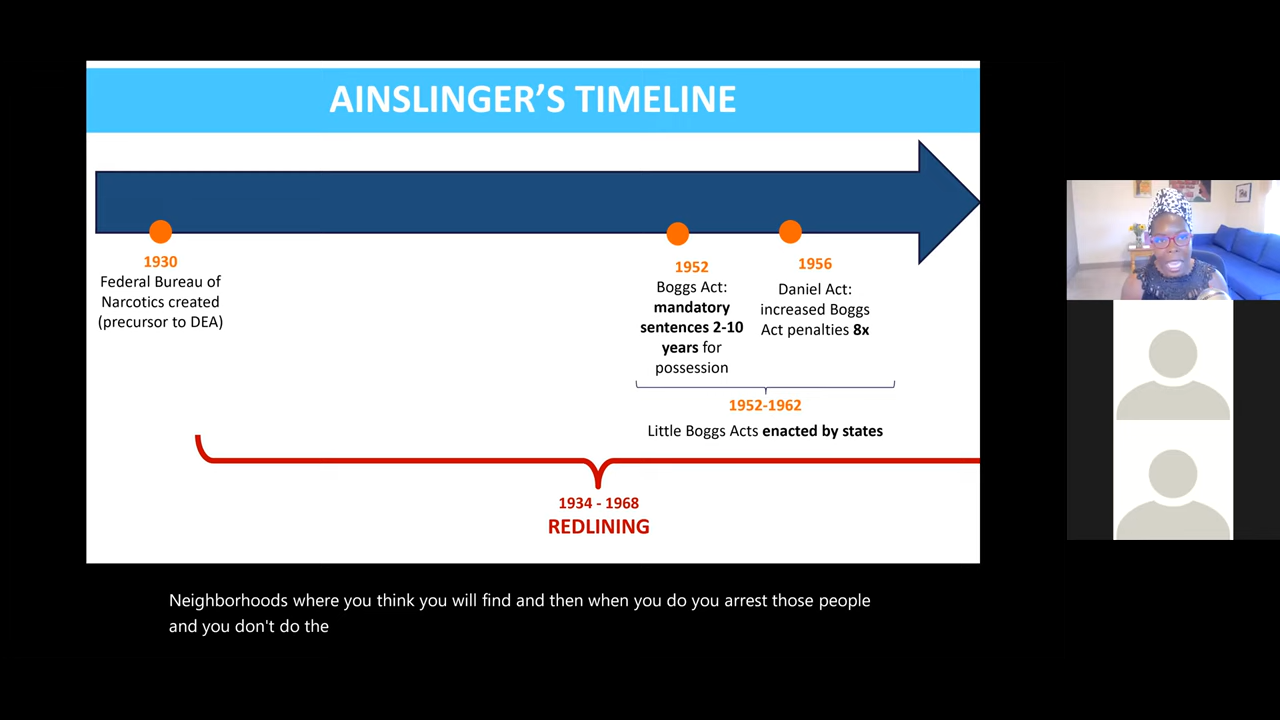 AINSLINGER'S TIMELINE
1930
Federal Bureau of
Narcotics created
(precursor to DEA)
1952
Boggs Act:
mandatory
sentences 2-10
years for
possession
1956
Daniel Act:
increased Boggs
Act penalties 8x
1952-1962
Little Boggs Acts enacted by states
1934 - 1968
REDLINING
Neighborhoods where you think you will find and then when you do you arrest those people
and you don't do the